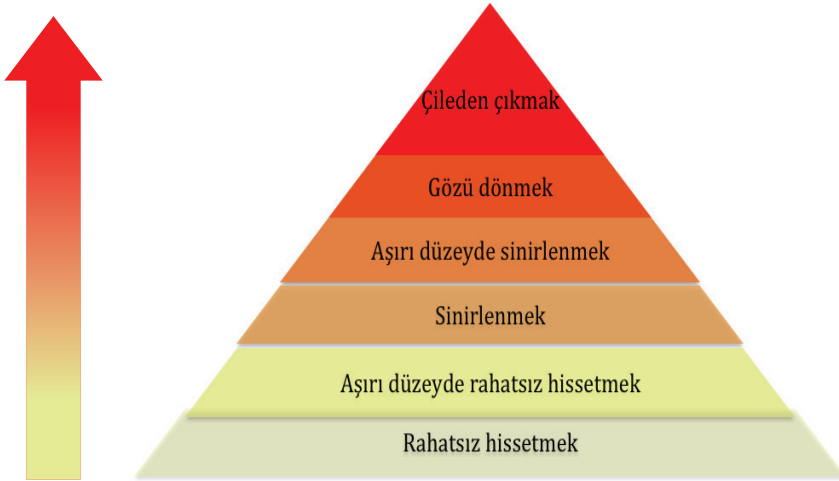 Çileden çıkmak
Gözü dönmek
Aşırı düzeyde sinirlenmek
Sinirlenmek
Aşırı düzeyde rahatsız hissetmek
Rahatsız hissetmek